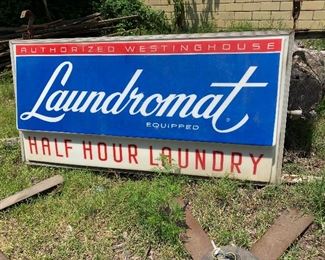 AUTHORIZED WESTINGHOUSE
Laundromat
EQUIPPED
HALF HOUR LAUNDRY